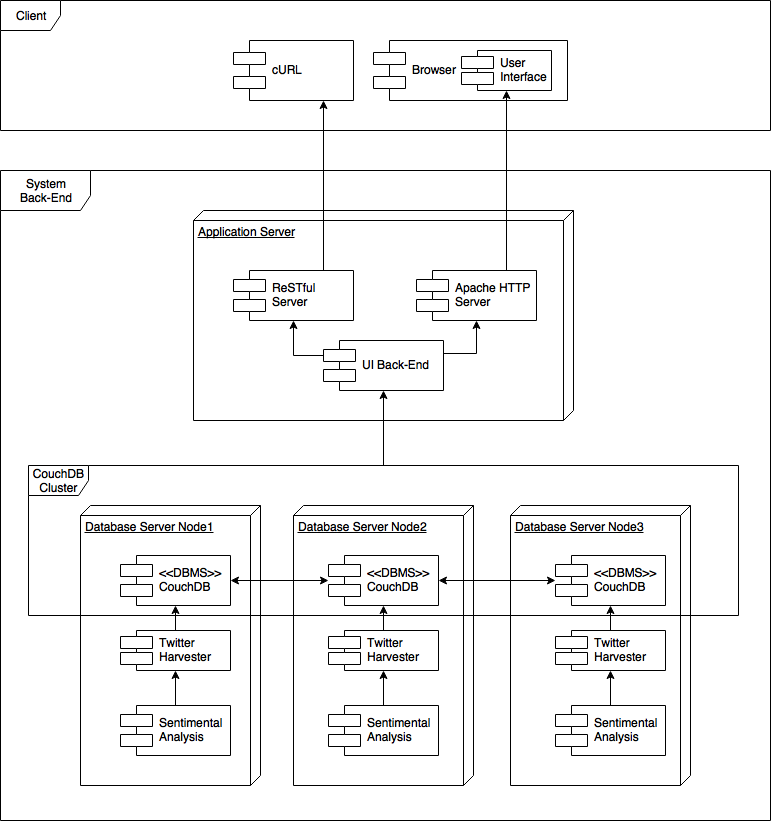 Client
cURL
Browser
User
Interface
System
Back-End
Application Server
ReSTful
Server
Apache HTTP
Server
UI Back-End
CouchDB
Cluster
Database Server Node1
Database Server Node2
Database Server Node3
<<DBMS>>
CouchDB
<<DBMS>>
CouchDB
<<DBMS>>
CouchDB
Twitter
Harvester
Twitter
Harvester
Twitter
Harvester
Sentimental
Analysis
Sentimental
Analysis
Sentimental
Analysis